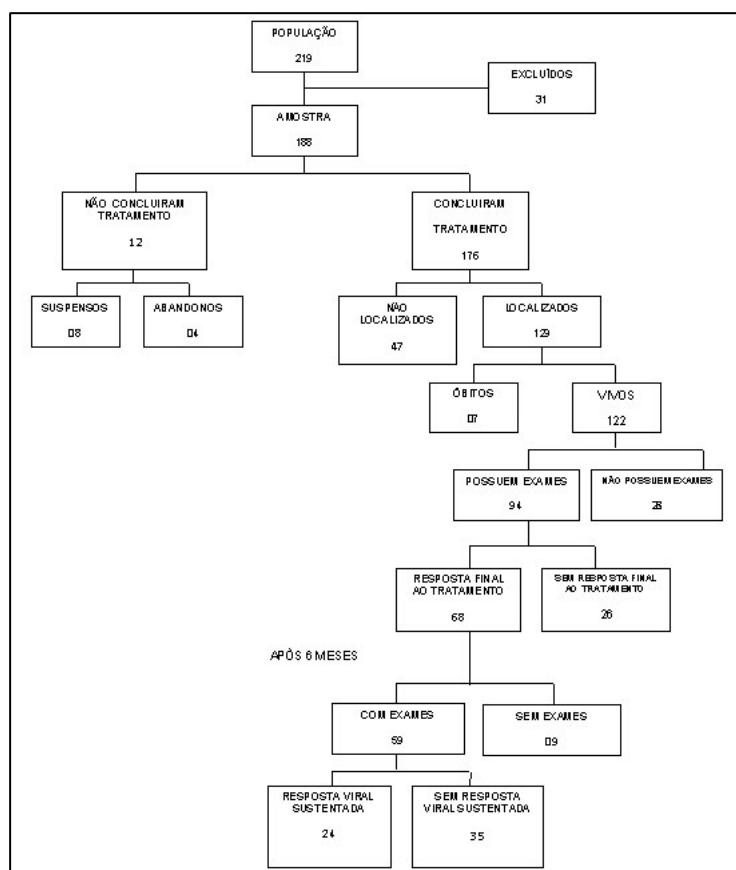 POPULAÇÃO
219
EXCLUÍDOS
31
AMOSTRA
188
NÃO CONCLUIRAM
TRATAMENTO
12
CONCLUIRAM
TRATAMENTO
176
SUSPENSOS
08
ABANDONOS
04
NÃO
LOCALIZADOS
47
LOCALIZADOS
129
ÓBITOS
07
VIVOS
122
POSSUEM EXAMES
94
NÃO POSSUEM EXAMES
28
RESPOSTA FINAL
AO TRATAMENTO
68
SEM RESPOSTA FINAL
AO TRATAMENTO
26
APÓS 6 MESES
COM EXAMES
59
SEM EXAMES
09
RESPOSTA VIRAL
SUSTENTADA
24
SEM RESPOSTA
VIRAL SUSTENTADA
35